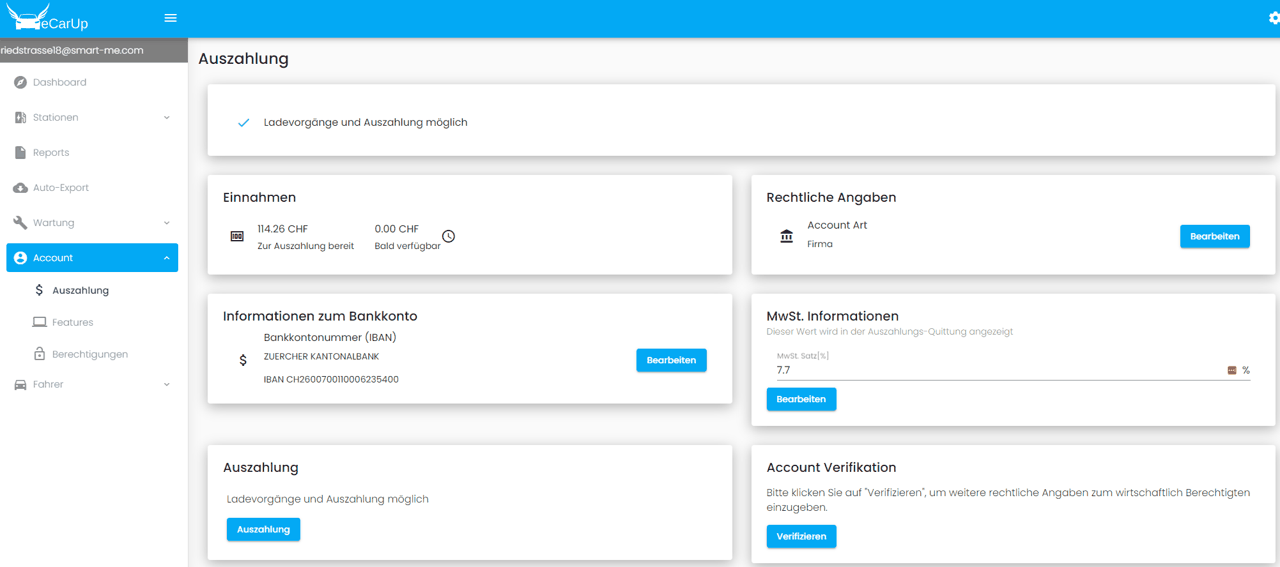 eCarUp
riedstrasse18@smart-me.com
Dashboard
Stationen
Reports
Auto-Export
Wartung
Account
Auszahlung
Features
Berechtigungen
Fahrer
Auszahlung
Ladevorgänge und Auszahlung möglich
Einnahmen
114.26 CHF
Zur Auszahlung bereit
0.00 CHF
Bald verfügbar
Rechtliche Angaben
Account Art
Firma
Bearbeiten
Informationen zum Bankkonto
Bankkontonummer (IBAN)
ZUERCHER KANTONALBANK
IBAN CH2600700110006235400
Bearbeiten
MwSt. Informationen
Dieser Wert wird in der Auszahlungs-Quittung angezeigt
MwSt. Satz[%]
7.7
%
Bearbeiten
Auszahlung
Ladevorgänge und Auszahlung möglich
Auszahlung
Account Verifikation
Bitte klicken Sie auf "Verifizieren", um weitere rechtliche Angaben zum wirtschaftlich Berechtigten
einzugeben.
Verifizieren